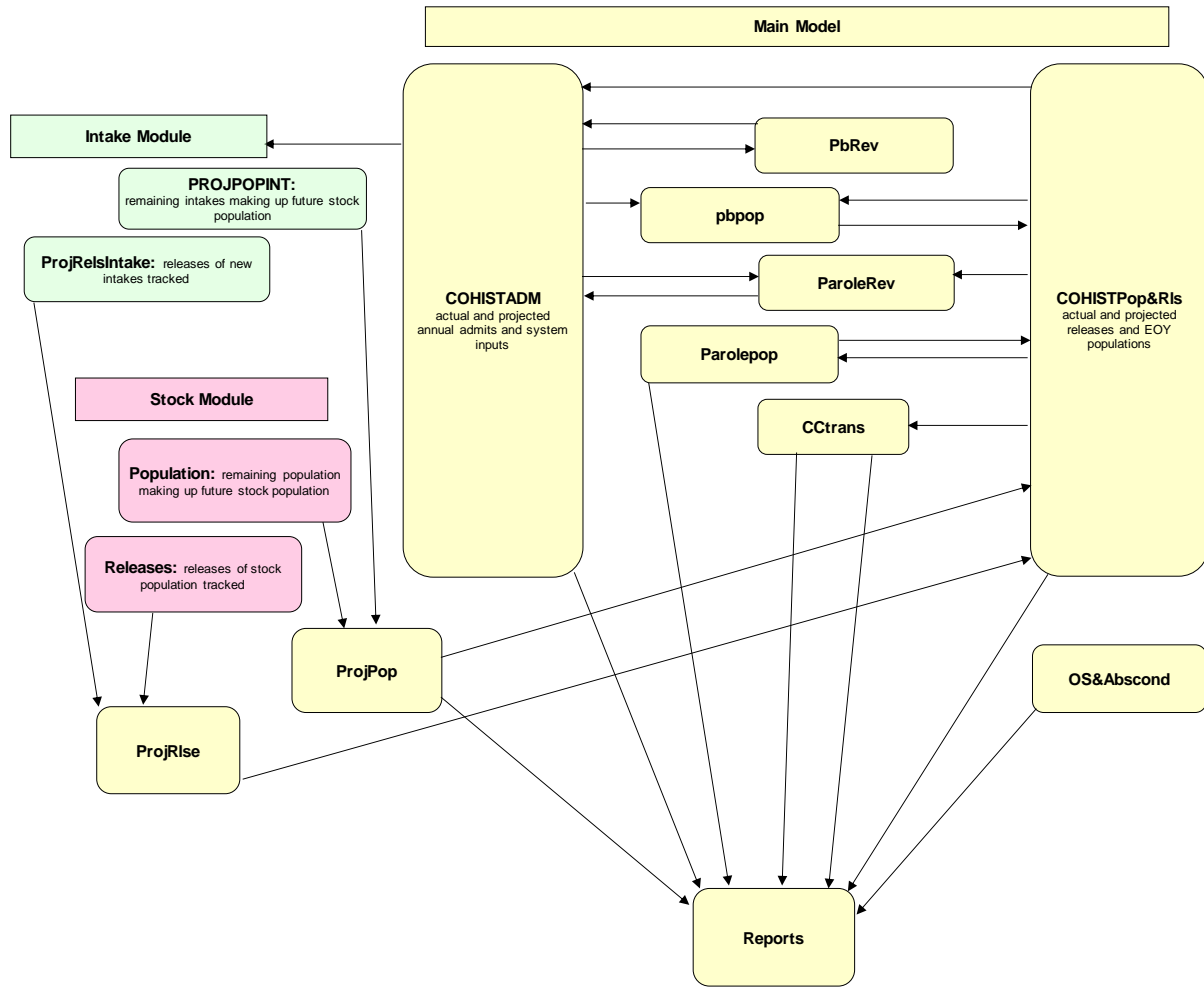 Main Model
Intake Module
PROJPOPINT:
remaining intakes making up future stock
population
ProjRelsIntake: releases of new
intakes tracked
PbRev
pbpop
ParoleRev
COHISTADM
actual and projected
annual admits and system
inputs
COHISTPop&Rls
actual and projected
releases and EOY
populations
Parolepop
Stock Module
CCtrans
Population: remaining population
making up future stock population
Releases: releases of stock
population tracked
ProjPop
OS&Abscond
ProjRlse
Reports